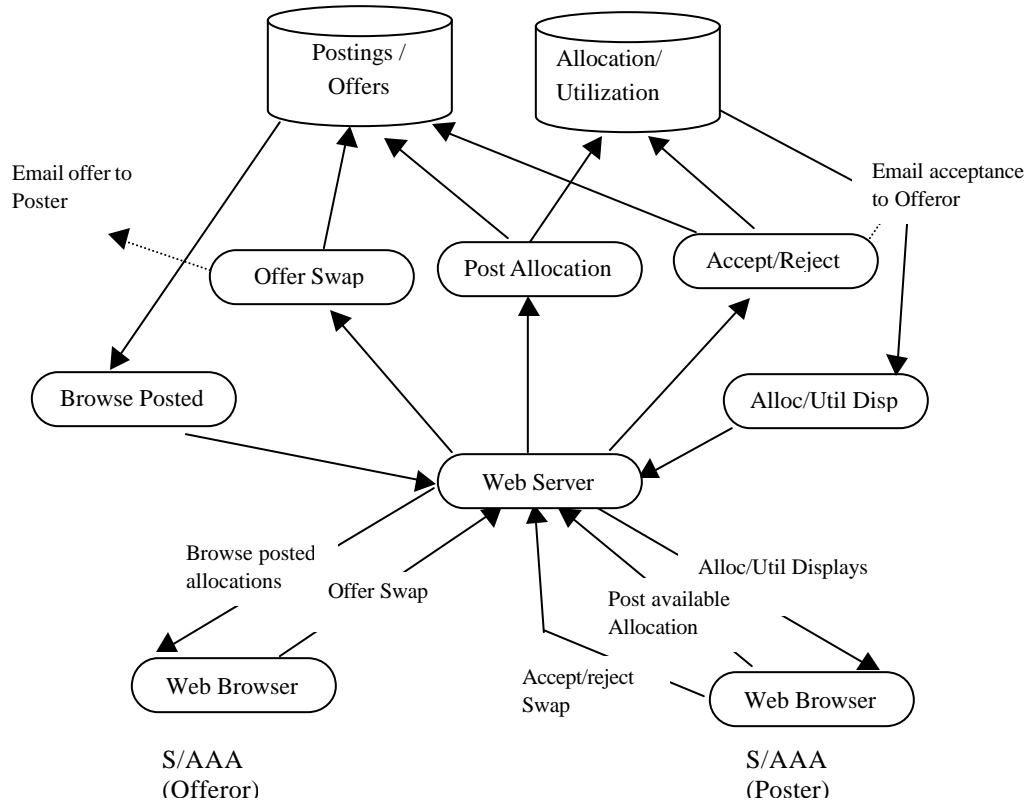 Postings /
Offers
Allocation/
Utilization
Email offer to
Poster
Email acceptance
to Offeror
Offer Swap
Post Allocation
Accept/Reject
Browse Posted
Alloc/Util Disp
Web Server
Browse posted
allocations
Offer Swap
Alloc/Util Displays
Post available
Allocation
Accept/reject
Swap
Web Browser
Web Browser
S/AAA
(Offeror)
S/AAA
(Poster)